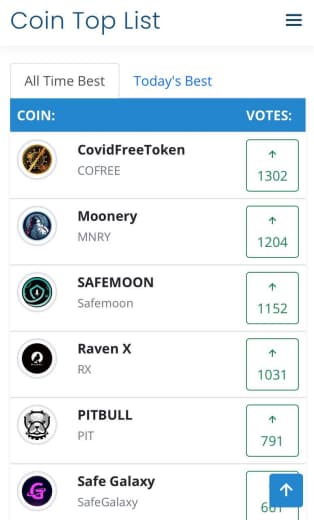 Coin Top List
All Time Best
Today's Best
COIN:
VOTES:
CovidFreeToken
COFREE
1302
Moonery
MNRY
1204
SAFEMOON
Safemoon
1152
Raven X
RX
1031
PITBULL
PIT
791
Safe Galaxy
SafeGalaxy